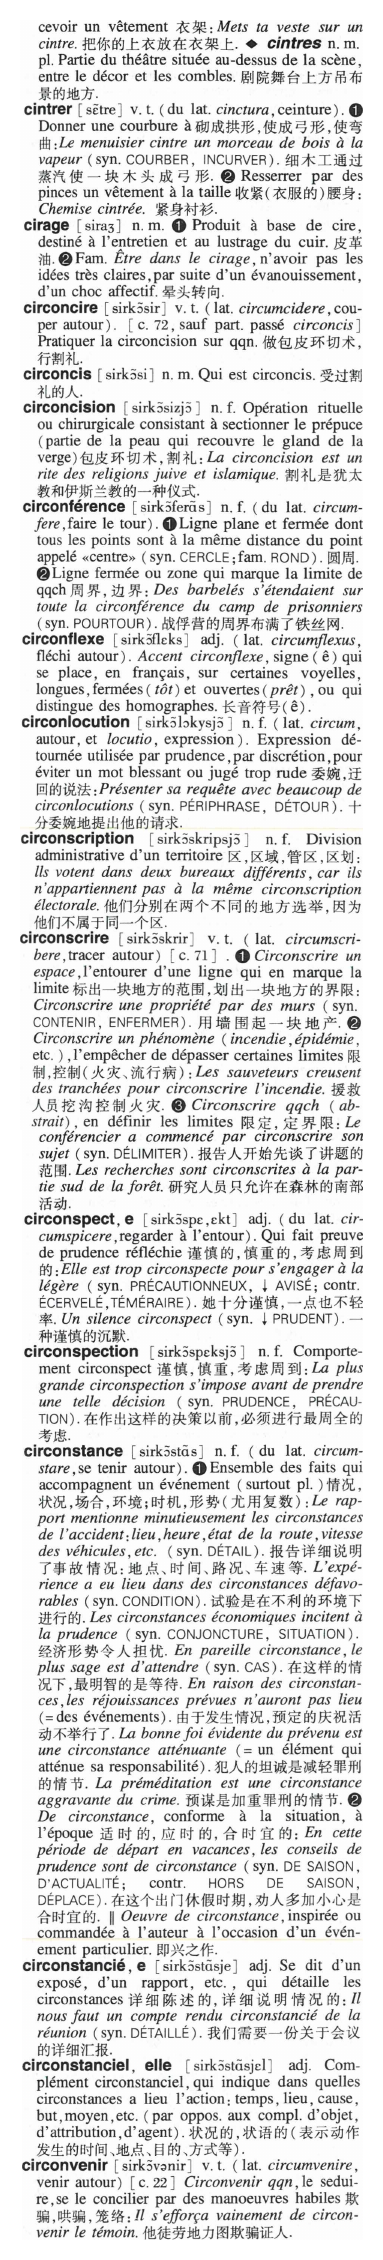 cevoir un vêtement 衣架:Mets ta veste sur un
cintre. 把你的上衣放在衣架上. ◆ cintres n. m.
pl. Partie du théâtre située au-dessus de la scène,
entre le décor et les combles. 剧院舞台上方吊布
景的地方.
cintrer [sɛ̃tre] v. t. (du lat. cinctura, ceinture). ❶
Donner une courbure à 砌成拱形,使成弓形,使弯
曲:Le menuisier cintre un morceau de bois à la
vapeur (syn. COURBER, INCURVER). 细木工通过
蒸汽使一块木头成弓形. ❷ Resserrer par des
pinces un vêtement à la taille 收紧(衣服的)腰身:
Chemise cintrée. 紧身衬衫.
cirage [siraʒ] n. m. ❶ Produit à base de cire,
destiné à l'entretien et au lustrage du cuir. 皮革
油. ❷ Fam. Être dans le cirage, n'avoir pas les
idées très claires,par suite d'un évanouissement,
d'un choc affectif. 晕头转向.
circoncire [sirkɔ̃sir] v. t. (lat. circumcidere, cou-
per autour). [c. 72, sauf part. passé circoncis]
Pratiquer la circoncision sur qqn. 做包皮环切术,
行割礼.
circoncis [sirkɔ̃si] n. m. Qui est circoncis. 受过割
礼的人.
circoncision [sirkɔ̃sizjɔ̃] n. f. Opération rituelle
ou chirurgicale consistant à sectionner le prépuce
(partie de la peau qui recouvre le gland de la
verge)包皮环切术,割礼:La circoncision est un
rite des religions juive et islamique. 割礼是犹太
教和伊斯兰教的一种仪式.
circonférence [sirkɔ̃ferɑ̃s] n. f. (du lat. circum-
fere,faire le tour). ❶Ligne plane et fermée dont
tous les points sont à la même distance du point
appelé «centre» (syn. CERCLE;fam. ROND). 圆周.
❷Ligne fermée ou zone qui marque la limite de
qqch 周界,边界:Des barbelés s'étendaient sur
toute la circonférence du camp de prisonniers
(syn. POURTOUR). 战俘营的周界布满了铁丝网.
circonflexe [sirkɔ̃flɛks] adj. (lat. circumflexus,
fléchi autour). Accent circonflexe, signe (ê) qui
se place, en français, sur certaines voyelles,
longues,fermées(tôt) et ouvertes(prêt),ou qui
distingue des homographes. 长音符号(ê).
circonlocution [sirkɔ̃lɔkysjɔ̃] n. f. (lat. circum,
autour, et locutio, expression). Expression dé-
tournée utilisée par prudence,par discrétion,pour
éviter un mot blessant ou jugé trop rude 委婉,迂
回的说法:Présenter sa requête avec beaucoup de
circonlocutions (syn. PÉRIPHRASE, DÉTOUR). 十
分委婉地提出他的请求.
circonscription [sirkɔ̃skripsjɔ̃] n. f. Division
administrative d'un territoire 区,区域,管区,区划:
Ils votent dans deux bureaux différents, car ils
n'appartiennent pas à la même circonscription
électorale. 他们分别在两个不同的地方选举,因为
他们不属于同一个区.
circonscrire [sirkɔ̃skrir] v. t. (lat. circumscri-
bere,tracer autour) [c. 71]. ❶ Circonscrire un
espace,l'entourer d'une ligne qui en marque la
limite 标出一块地方的范围,划出一块地方的界限:
Circonscrire une propriété par des murs (syn.
CONTENIR, ENFERMER). 用墙围起一块地产. ❷
Circonscrire un phénomène (incendie,épidémie,
etc.),l'empêcher de dépasser certaines limites 限
制,控制(火灾、流行病):Les sauveteurs creusent
des tranchées pour circonscrire l'incendie. 援救
人员挖沟控制火灾. ❸ Circonscrire qqch (ab-
strait), en définir les limites 限定,定界限:Le
conférencier a commencé par circonscrire son
sujet (syn. DÉLIMITER). 报告人开始先谈了讲题的
范围. Les recherches sont circonscrites à la par-
tie sud de la forêt. 研究人员只允许在森林的南部
活动.
circonspect, e [sirkɔ̃spɛ,ɛkt] adj. (du lat. cir-
cumspicere,regarder à l'entour). Qui fait preuve
de prudence réfléchie 谨慎的,慎重的,考虑周到
的:Elle est trop circonspecte pour s'engager à la
légère (syn. PRÉCAUTIONNEUX, ↓ AVISÉ; contr.
ÉCERVELÉ,TÉMÉRAIRE). 她十分谨慎,一点也不轻
率. Un silence circonspect (syn. ↓ PRUDENT). 一
种谨慎的沉默.
circonspection [sirkɔ̃spɛksjɔ̃] n. f. Comporte-
ment circonspect 谨慎,慎重,考虑周到:La plus
grande circonspection s'impose avant de prendre
une telle décision (syn. PRUDENCE, PRÉCAU-
TION). 在作出这样的决策以前,必须进行最周全的
考虑.
circonstance [sirkɔ̃stɑ̃s] n. f. (du lat. circum-
stare,se tenir autour). ❶Ensemble des faits qui
accompagnent un événement (surtout pl.)情况,
状况,场合,环境;时机,形势(尤用复数):Le rap-
port mentionne minutieusement les circonstances
de l'accident:lieu,heure,état de la route,vitesse
des véhicules,etc. (syn. DÉTAIL). 报告详细说明
了事故情况:地点、时间、路况、车速等. L'expé-
rience a eu lieu dans des circonstances défavo-
rables (syn. CONDITION). 试验是在不利的环境下
进行的. Les circonstances économiques incitent à
la prudence (syn. CONJONCTURE, SITUATION).
经济形势令人担忧. En pareille circonstance,le
plus sage est d'attendre (syn. CAS). 在这样的情
况下,最明智的是等待. En raison des circonstan-
ces,les réjouissances prévues n'auront pas lieu
(=des événements). 由于发生情况,预定的庆祝活
动不举行了. La bonne foi évidente du prévenu est
une circonstance atténuante (= un élément qui
atténue sa responsabilité). 犯人的坦诚是减轻罪刑
的情节. La préméditation est une circonstance
aggravante du crime. 预谋是加重罪刑的情节. ❷
De circonstance, conforme à la situation, à
l'époque 适时的,应时的,合时宜的:En cette
période de départ en vacances,les conseils de
prudence sont de circonstance (syn. DE SAISON,
D'ACTUALITÉ; contr. HORS DE SAISON,
DÉPLACÉ). 在这个出门休假时期,劝人多加小心是
合时宜的. ‖ Oeuvre de circonstance,inspirée ou
commandée à l'auteur à l'occasion d'un évén-
ement particulier. 即兴之作.
circonstancié, e [sirkɔ̃stɑ̃sje] adj. Se dit d'un
exposé, d'un rapport, etc., qui détaille les
circonstances 详细陈述的,详细说明情况的:Il
nous faut un compte rendu circonstancié de la
réunion (syn. DÉTAILLÉ). 我们需要一份关于会议
的详细汇报.
circonstanciel, elle [sirkɔ̃stɑ̃sjɛl] adj. Com-
plément circonstanciel,qui indique dans quelles
circonstances a lieu l'action:temps,lieu,cause,
but,moyen,etc. (par oppos. aux compl. d'objet,
d'attribution,d'agent). 状况的,状语的(表示动作
发生的时间、地点、目的、方式等).
circonvenir [sirkɔ̃vənir] v. t. (lat. circumvenire,
venir autour) [c. 22] Circonvenir qqn,le sédui-
re,se le concilier par des manoeuvres habiles 欺
骗,哄骗,笼络:Il s'efforça vainement de circon-
venir le témoin. 他徒劳地力图欺骗证人.